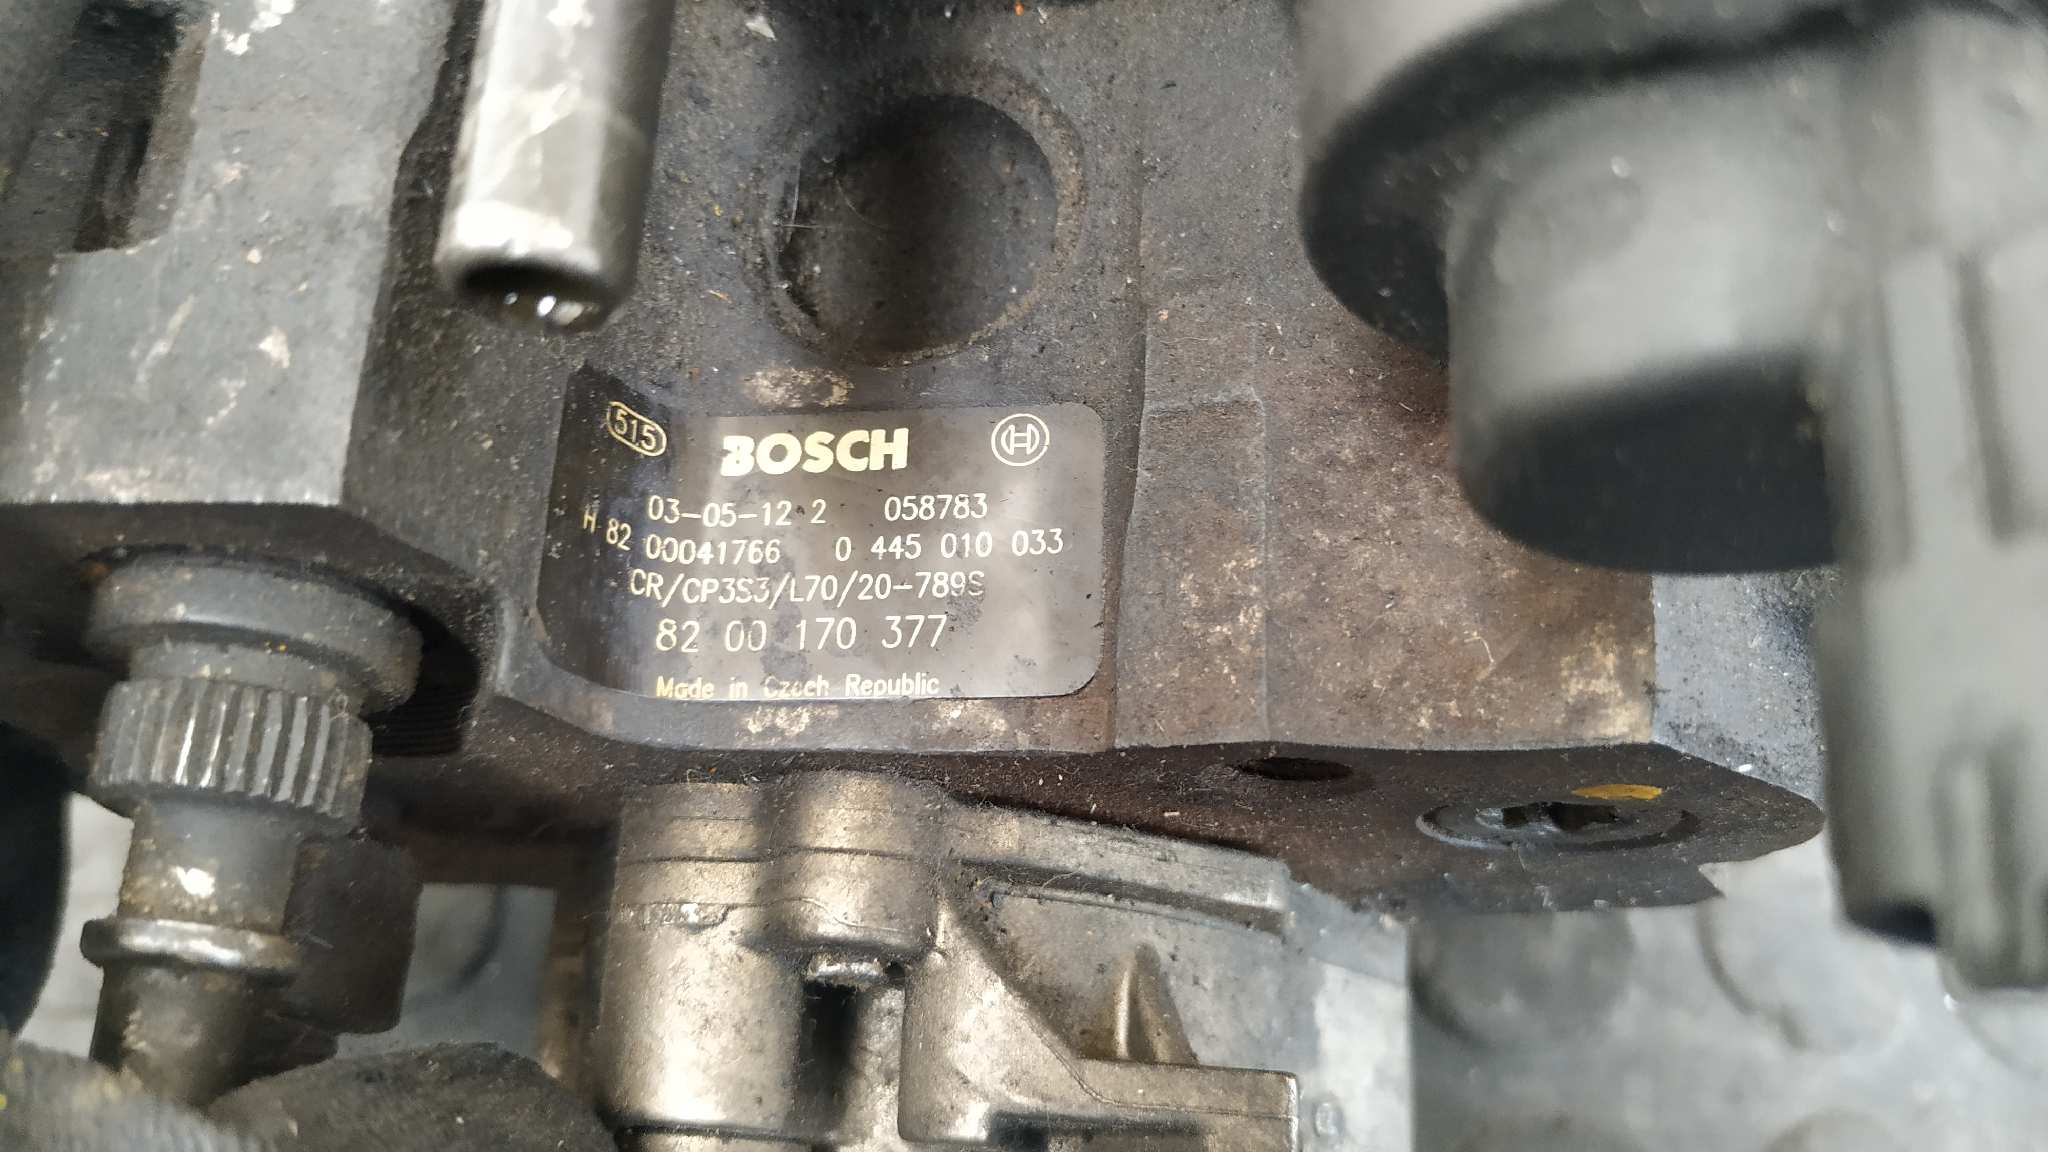 515 BOSCH
03-05-12 2 058783
H 82 00041766 0 445 010 033
CR/CP3S3/L70/20-789S
82 00 170 377
Made in Czech Republic